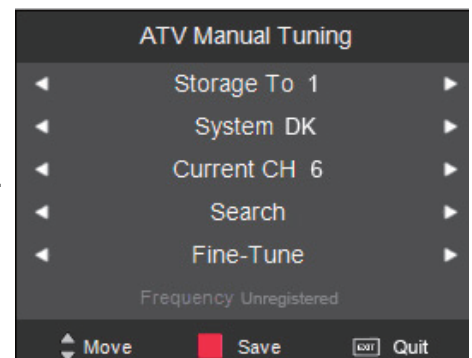 ATV Manual Tuning
Storage To 1
System DK
Current CH 6
Search
Fine-Tune
Frequency Unregistered
Move Save EXIT Quit